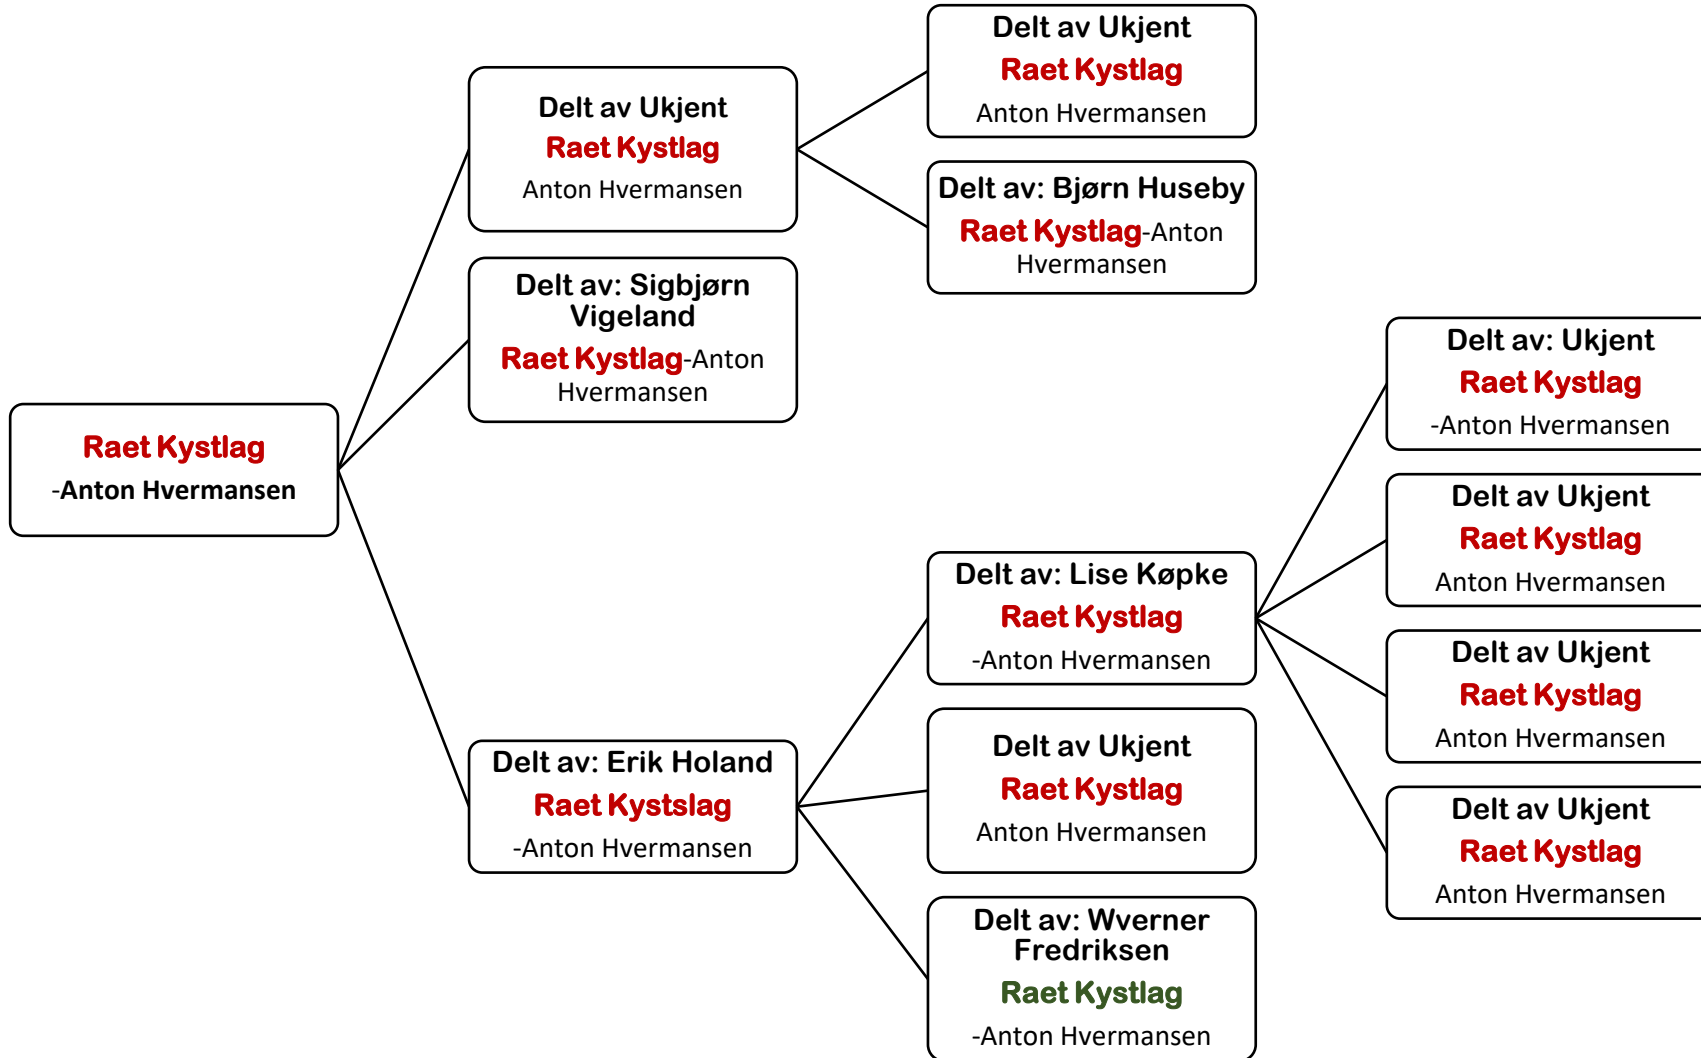 Raet Kystlag
-Anton Hvermansen
Delt av Ukjent
Raet Kystlag
Anton Hvermansen
Delt av Ukjent
Raet Kystlag
Anton Hvermansen
Delt av: Bjørn Huseby
Raet Kystlag-Anton
Hvermansen
Delt av: Sigbjørn
Vigeland
Raet Kystlag-Anton
Hvermansen
Delt av: Erik Holand
Raet Kystslag
-Anton Hvermansen
Delt av: Lise Køpke
Raet Kystlag
-Anton Hvermansen
Delt av: Ukjent
Raet Kystlag
-Anton Hvermansen
Delt av Ukjent
Raet Kystlag
Anton Hvermansen
Delt av Ukjent
Raet Kystlag
Anton Hvermansen
Delt av Ukjent
Raet Kystlag
Anton Hvermansen
Delt av Ukjent
Raet Kystlag
Anton Hvermansen
Delt av: Wverner
Fredriksen
Raet Kystlag
-Anton Hvermansen